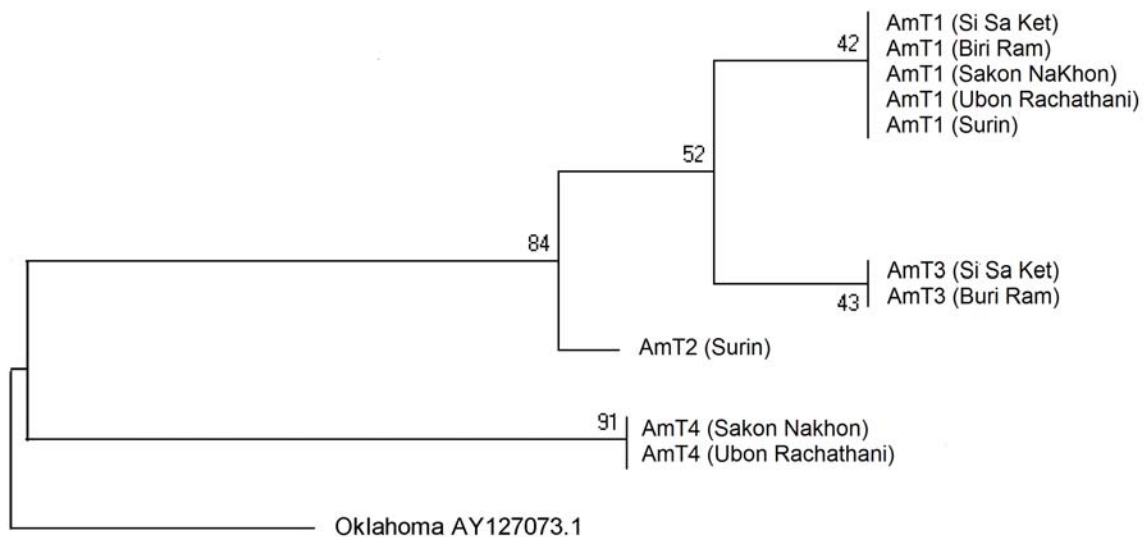 AmT1 (Si Sa Ket)
42
AmT1 (Biri Ram)
AmT1 (Sakon NaKhon)
AmT1 (Ubon Rachathani)
AmT1 (Surin)
52
84
AmT3 (Si Sa Ket)
43
AmT3 (Buri Ram)
AmT2 (Surin)
91
AmT4 (Sakon Nakhon)
AmT4 (Ubon Rachathani)
Oklahoma AY127073.1